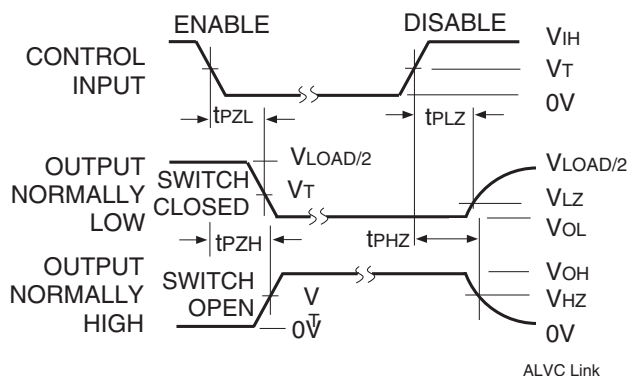 ENABLE DISABLE
CONTROL INPUT
VIH
VT
0V
tPZL tPLZ
OUTPUT NORMALLY LOW
SWITCH CLOSED
VLOAD/2
VT
VLOAD/2
VLZ
VOL
tPZH tPHZ
OUTPUT NORMALLY HIGH
SWITCH OPEN
VT
0V
VOH
VHZ
0V
ALVC Link